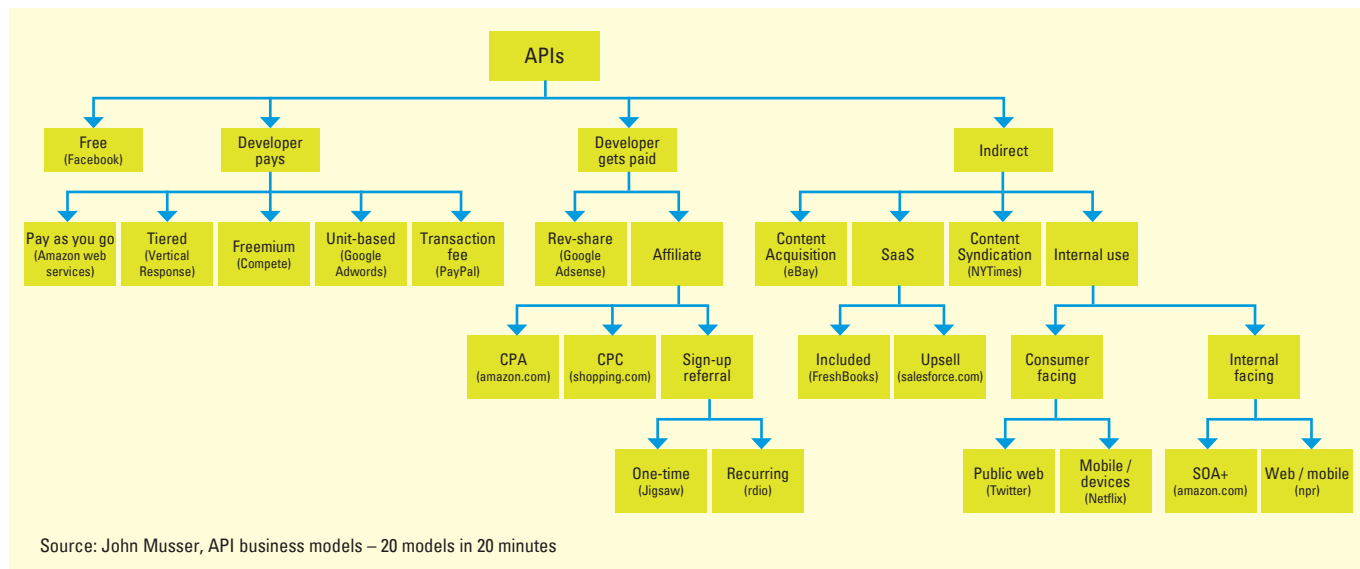 APIs
Free
(Facebook)
Developer
pays
Developer
gets paid
Indirect
Pay as you go
(Amazon web
services)
Tiered
(Vertical
Response)
Freemium
(Compete)
Unit-based
(Google
Adwords)
Transaction
fee
(PayPal)
Rev-share
(Google
Adsense)
Affiliate
Content
Acquisition
(eBay)
SaaS
Content
Syndication
(NYTimes)
Internal use
CPA
(amazon.com)
CPC
(shopping.com)
Sign-up
referral
Included
(FreshBooks)
Upsell
(salesforce.com)
Consumer
facing
Internal
facing
One-time
(Jigsaw)
Recurring
(rdio)
Public web
(Twitter)
Mobile /
devices
(Netflix)
SOA+
(amazon.com)
Web / mobile
(npr)
Source: John Musser, API business models – 20 models in 20 minutes